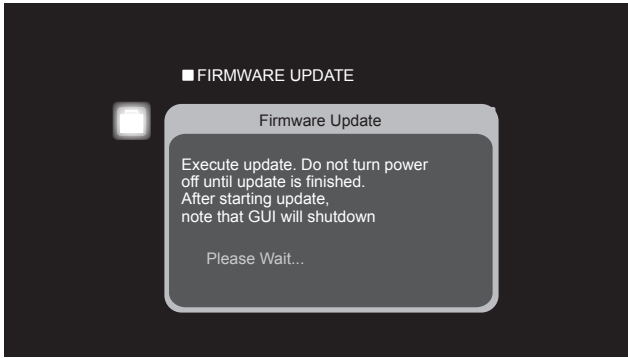 ■FIRMWARE UPDATE
Firmware Update
Execute update. Do not turn power
off until update is finished.
After starting update,
note that GUI will shutdown
Please Wait...